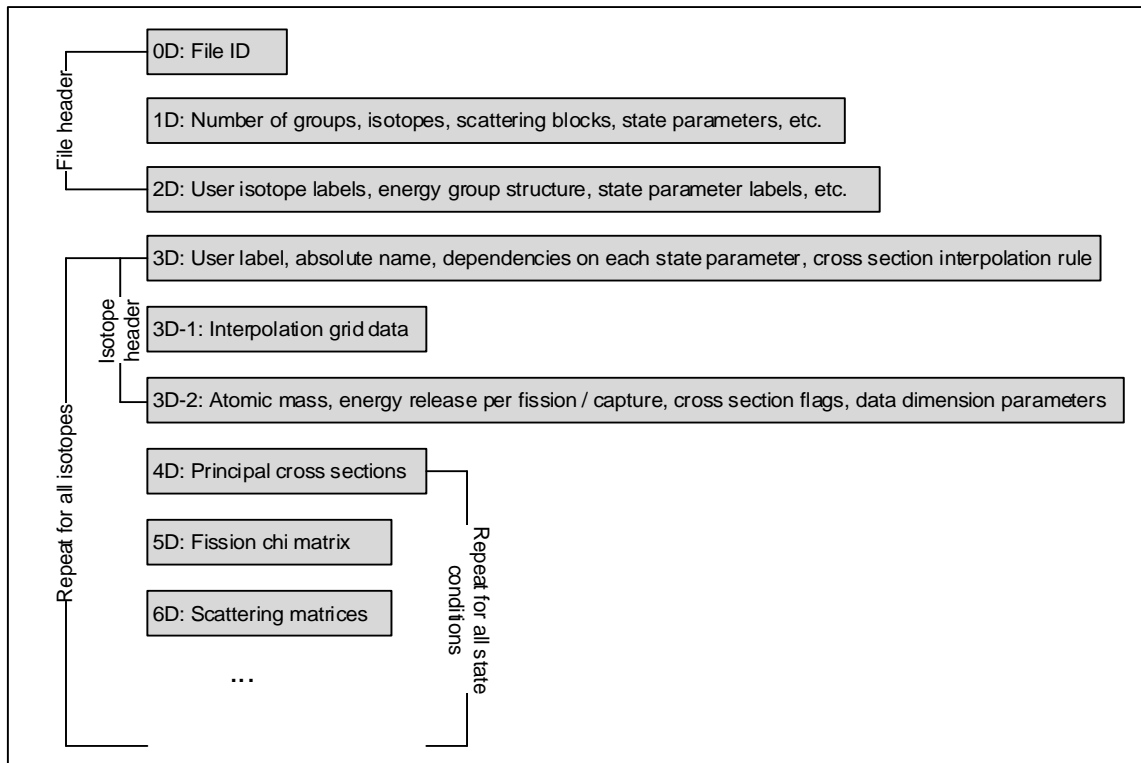 0D: File ID
File header
1D: Number of groups, isotopes, scattering blocks, state parameters, etc.
2D: User isotope labels, energy group structure, state parameter labels, etc.
3D: User label, absolute name, dependencies on each state parameter, cross section interpolation rule
Isotope
header
3D-1: Interpolation grid data
3D-2: Atomic mass, energy release per fission / capture, cross section flags, data dimension parameters
Repeat for all isotopes
4D: Principal cross sections
5D: Fission chi matrix
6D: Scattering matrices
Repeat for all state
conditions
...